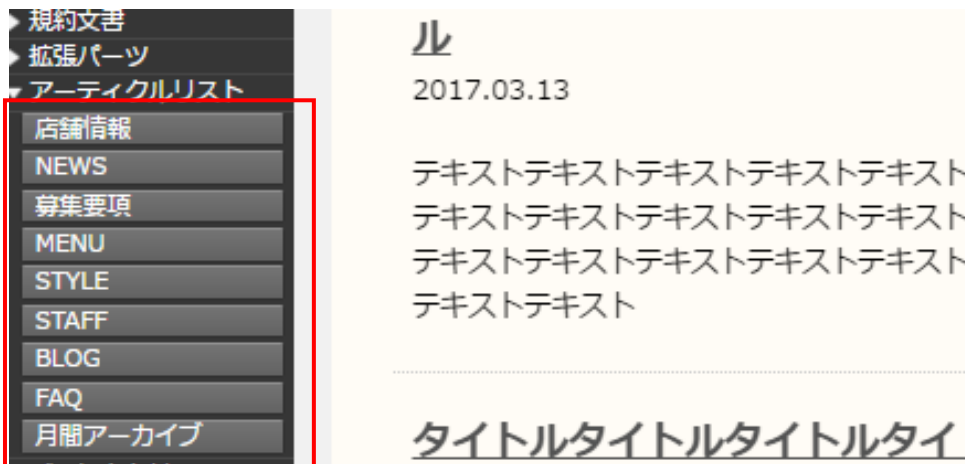 規約文書
拡張パーツ
アーティクルリスト
店舗情報
NEWS
募集要項
MENU
STYLE
STAFF
BLOG
FAQ
月間アーカイブ
ル
2017.03.13
テキストテキストテキストテキストテキスト
テキストテキストテキストテキストテキスト
テキストテキストテキストテキストテキスト
テキストテキスト
タイトルタイトルタイトルタイ